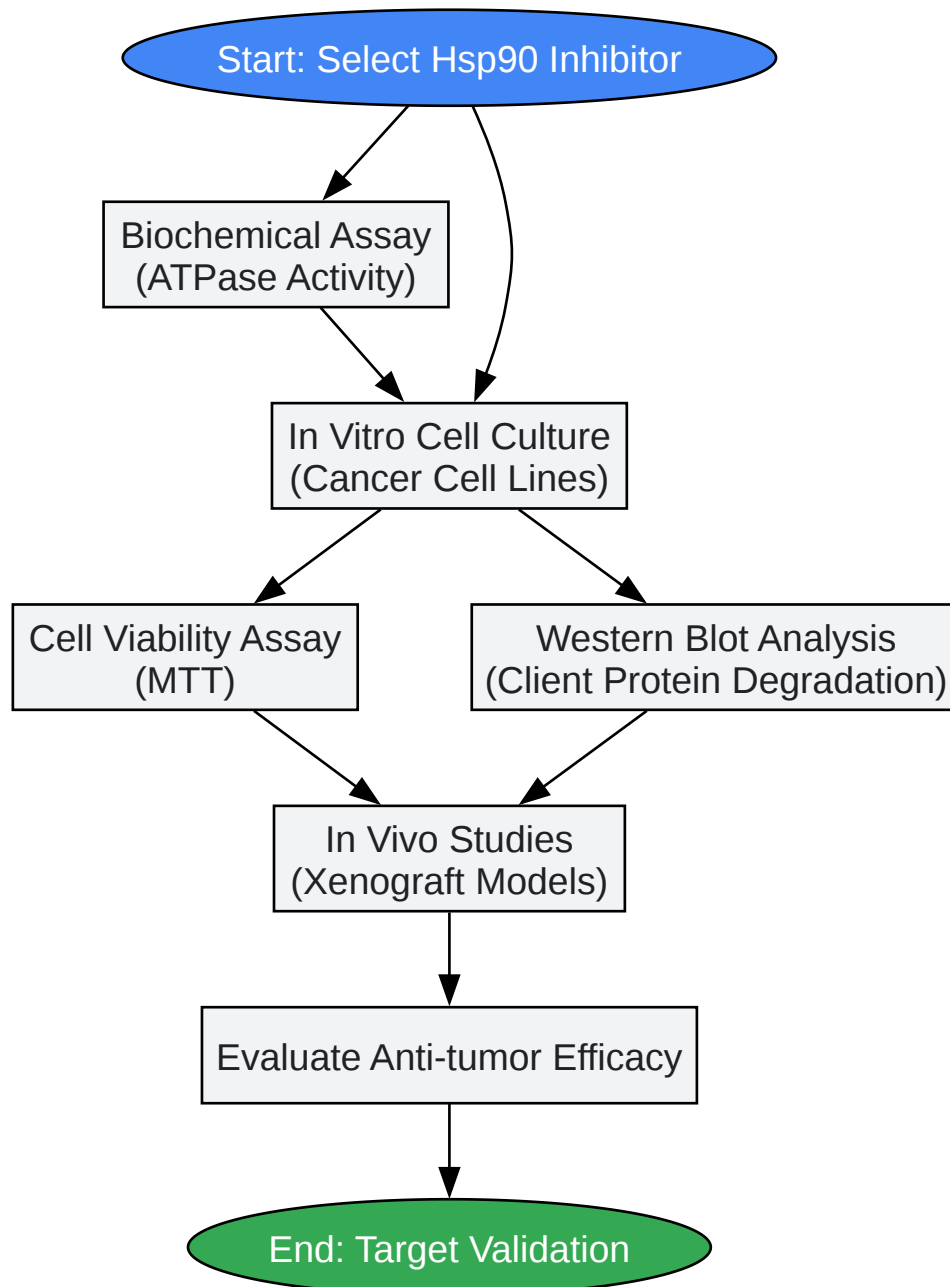 Start: Select Hsp90 Inhibitor
Biochemical Assay
(ATPase Activity)
In Vitro Cell Culture
(Cancer Cell Lines)
Cell Viability Assay
(MTT)
Western Blot Analysis
(Client Protein Degradation)
In Vivo Studies
(Xenograft Models)
Evaluate Anti-tumor Efficacy
End: Target Validation